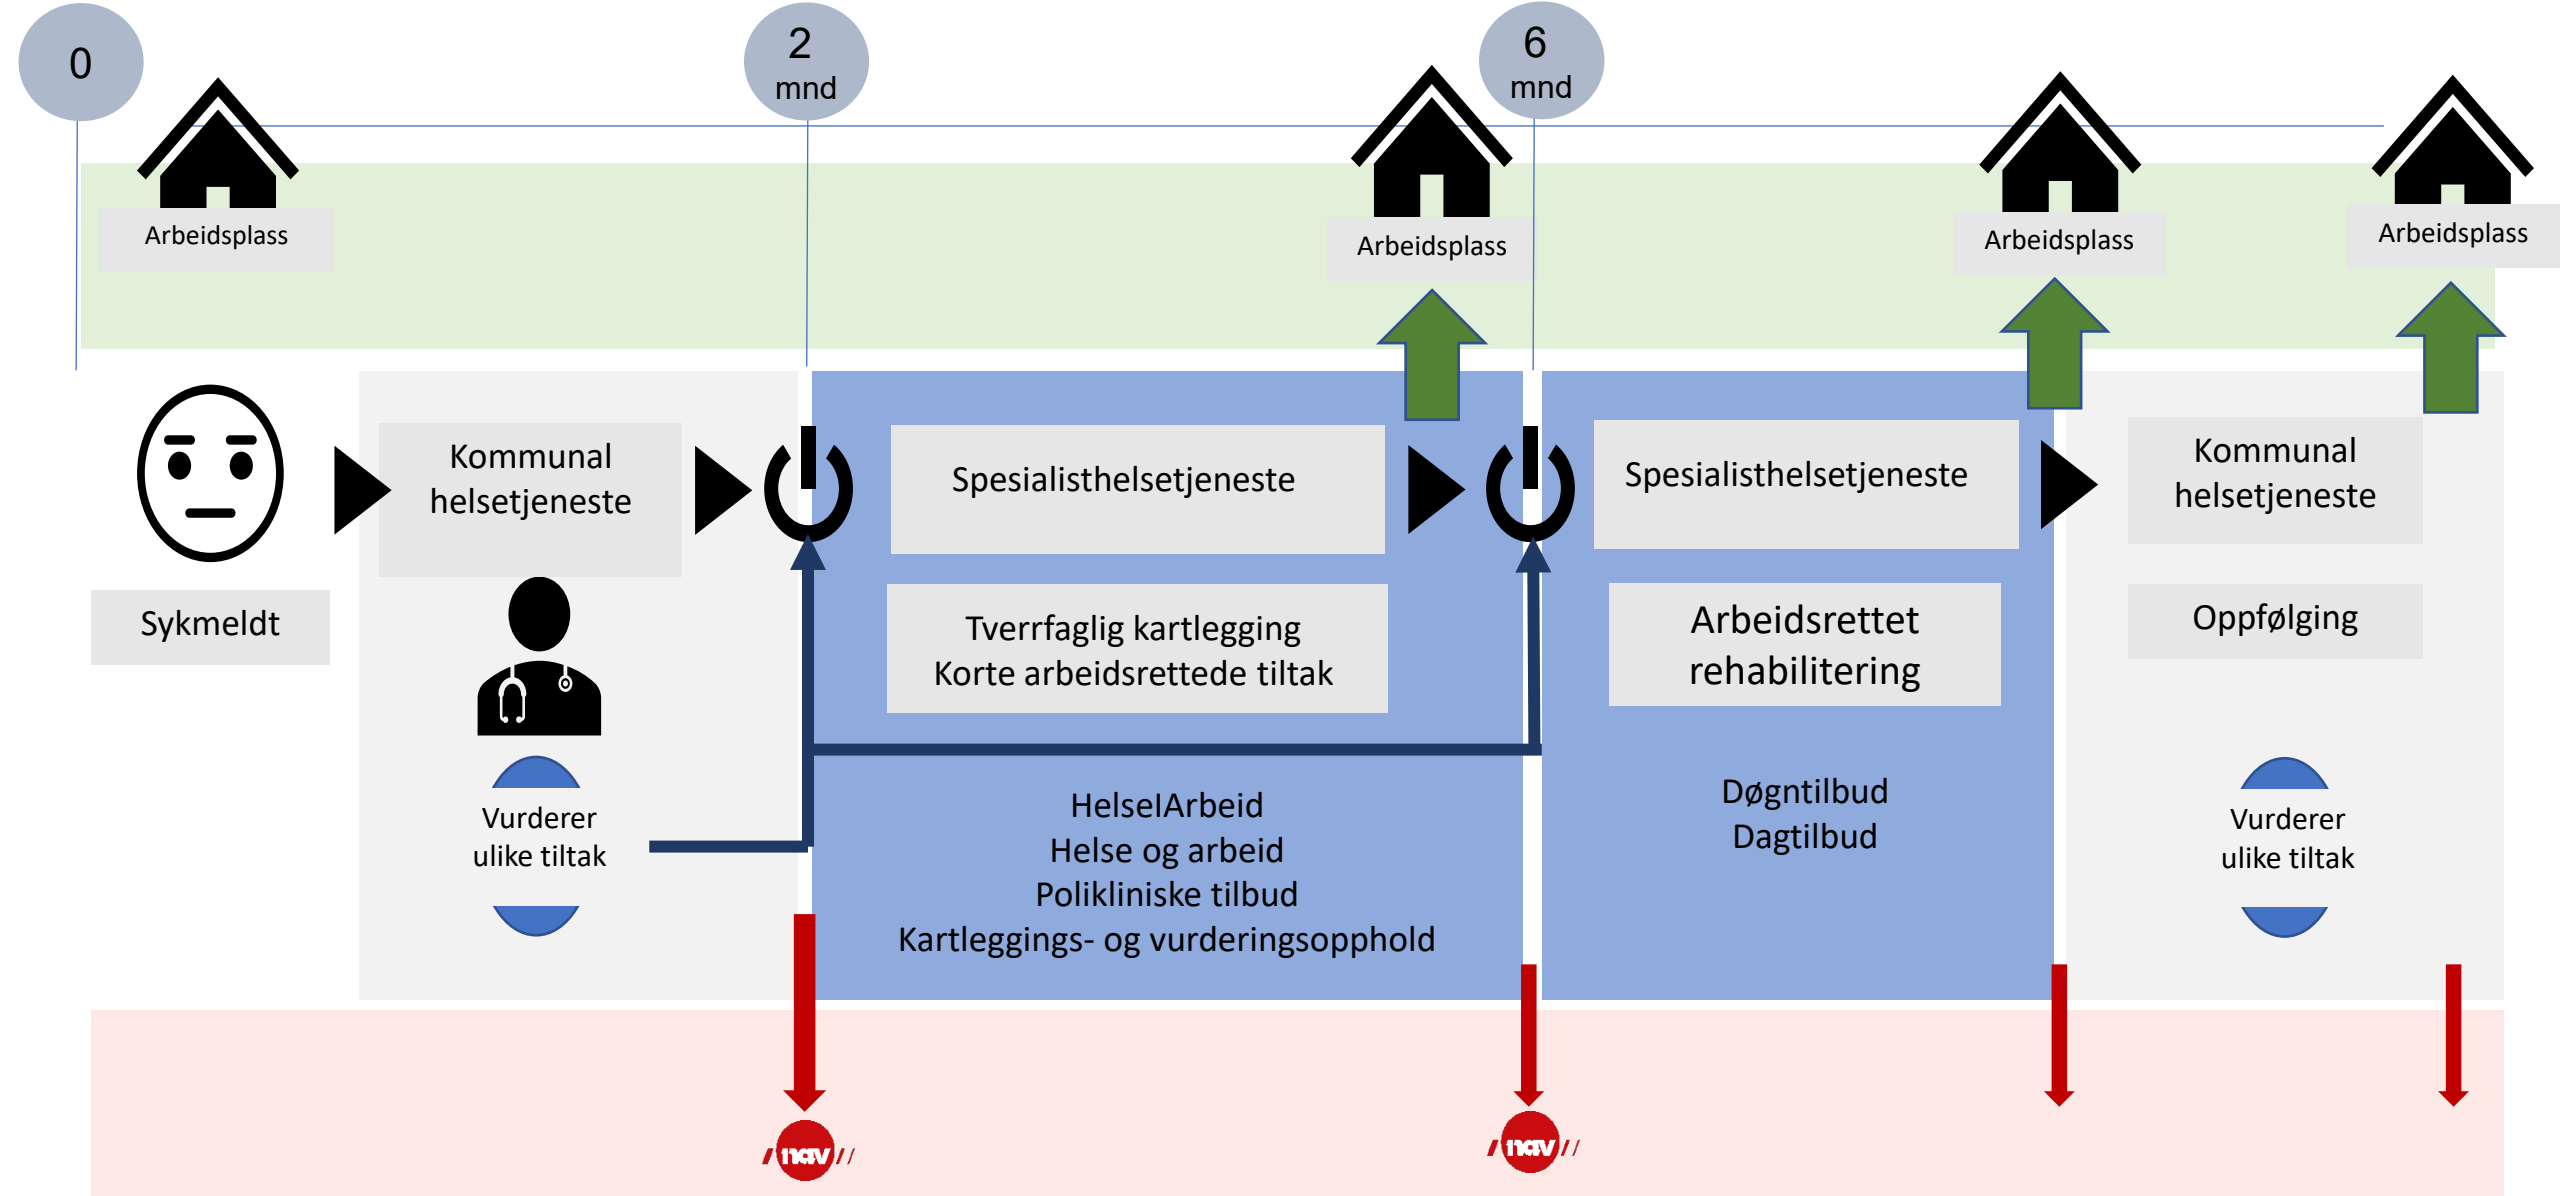 0
2
mnd
6
mnd
Arbeidsplass
Arbeidsplass
Arbeidsplass
Arbeidsplass
Sykmeldt
Kommunal
helsetjeneste
Vurderer
ulike tiltak
Spesialisthelsetjeneste
Tverrfaglig kartlegging
Korte arbeidsrettede tiltak
HelseIArbeid
Helse og arbeid
Polikliniske tilbud
Kartleggings- og vurderingsopphold
Spesialisthelsetjeneste
Arbeidsrettet
rehabilitering
Døgntilbud
Dagtilbud
Kommunal
helsetjeneste
Oppfølging
Vurderer
ulike tiltak
nav
nav